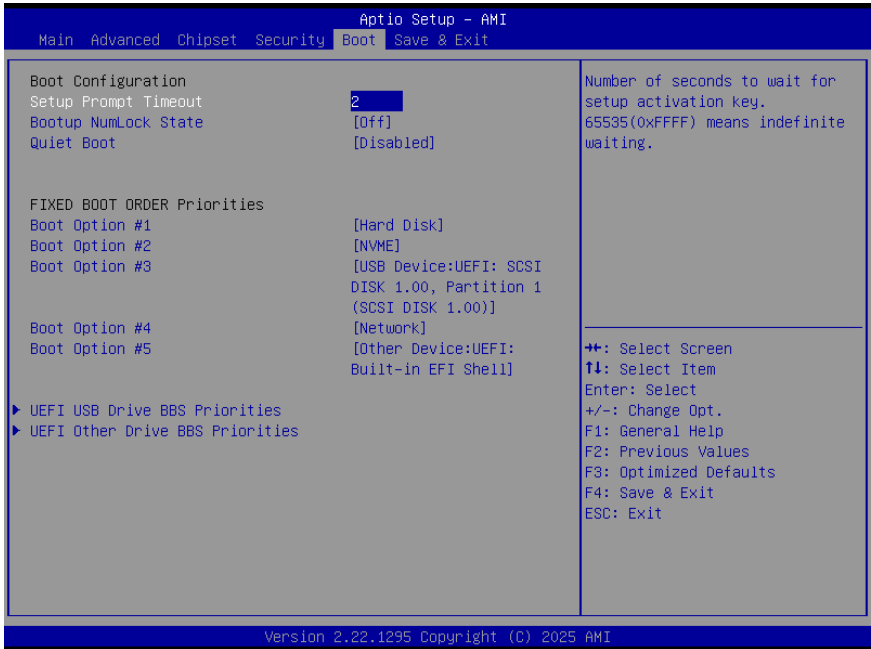 Aptio Setup – AMI
Main Advanced Chipset Security Boot Save & Exit
Boot Configuration
Setup Prompt Timeout 2
Bootup NumLock State [Off]
Quiet Boot [Disabled]
FIXED BOOT ORDER Priorities
Boot Option #1 [Hard Disk]
Boot Option #2 [NVME]
Boot Option #3 [USB Device:UEFI: SCSI
DISK 1.00, Partition 1
(SCSI DISK 1.00)]
Boot Option #4 [Network]
Boot Option #5 [Other Device:UEFI:
Built-in EFI Shell]
UEFI USB Drive BBS Priorities
UEFI Other Drive BBS Priorities
Number of seconds to wait for
setup activation key.
65535(0xFFFF) means indefinite
waiting.
→←: Select Screen
↑↓: Select Item
Enter: Select
+/-: Change Opt.
F1: General Help
F2: Previous Values
F3: Optimized Defaults
F4: Save & Exit
ESC: Exit
Version 2.22.1295 Copyright (C) 2025 AMI